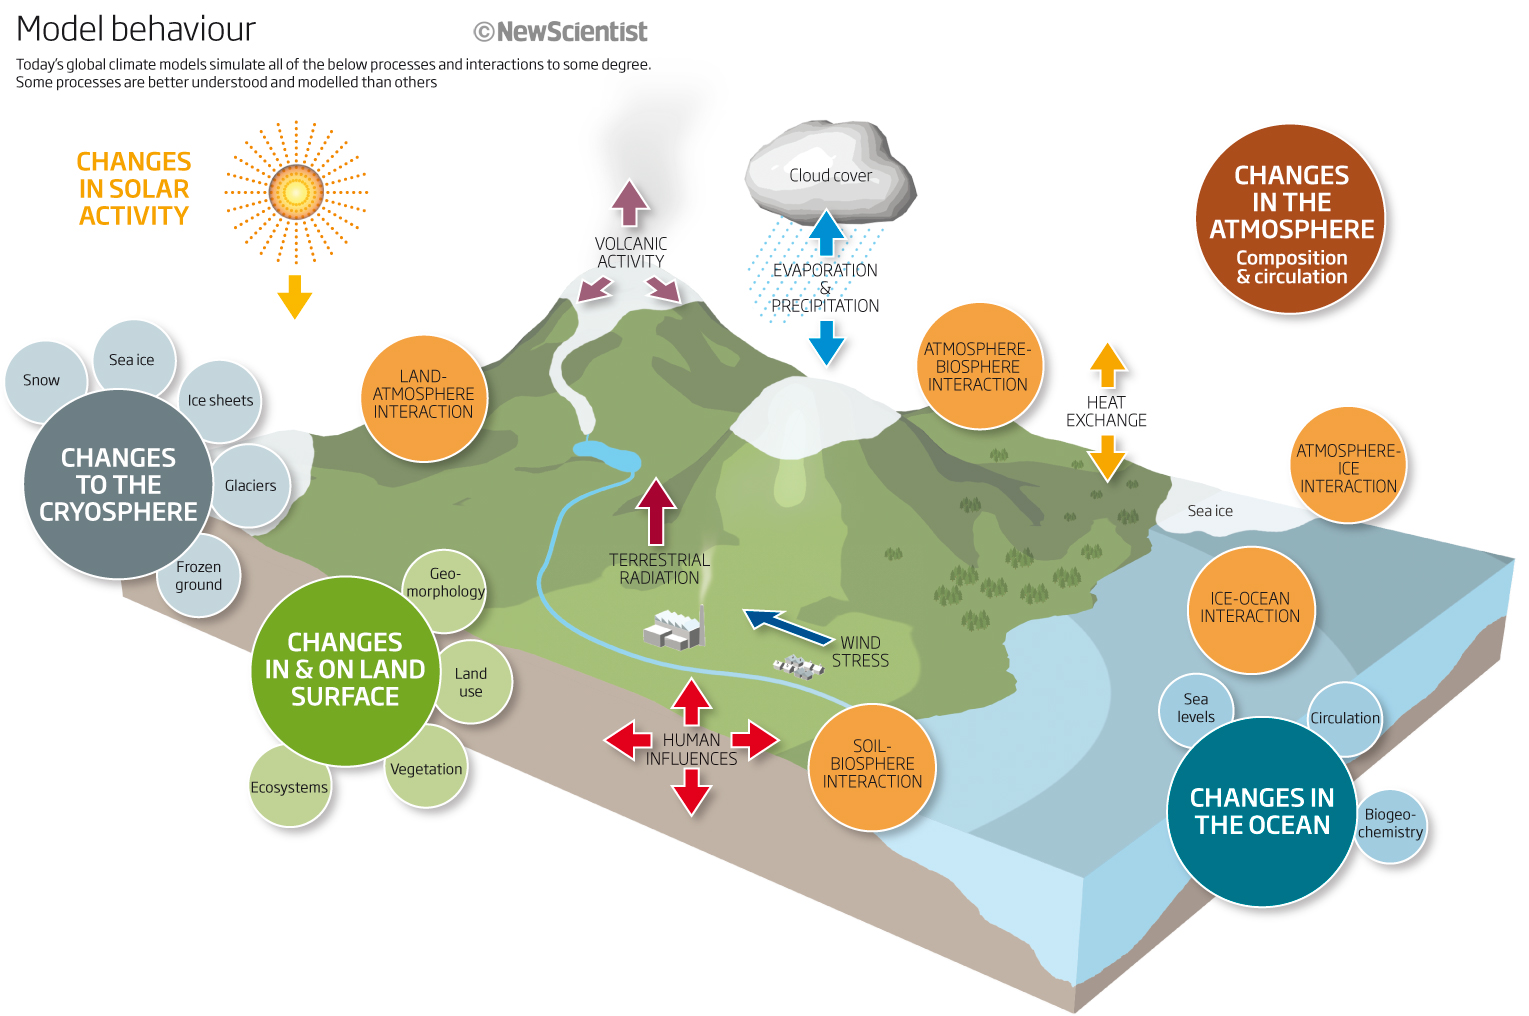 Model behaviour
©NewScientist
Today's global climate models simulate all of the below processes and interactions to some degree.
Some processes are better understood and modelled than others
CHANGES
IN SOLAR
ACTIVITY
VOLCANIC
ACTIVITY
Cloud cover
EVAPORATION
&
PRECIPITATION
CHANGES
IN THE
ATMOSPHERE
Composition
& circulation
Snow
Sea ice
Ice sheets
Glaciers
Frozen
ground
CHANGES
TO THE
CRYOSPHERE
LAND-
ATMOSPHERE
INTERACTION
ATMOSPHERE-
BIOSPHERE
INTERACTION
HEAT
EXCHANGE
ATMOSPHERE-
ICE
INTERACTION
Sea ice
TERRESTRIAL
RADIATION
WIND
STRESS
ICE-OCEAN
INTERACTION
Geo-
morphology
CHANGES
IN & ON LAND
SURFACE
Land
use
Vegetation
Ecosystems
HUMAN
INFLUENCES
SOIL-
BIOSPHERE
INTERACTION
Sea
levels
Circulation
CHANGES IN
THE OCEAN
Biogeo-
chemistry